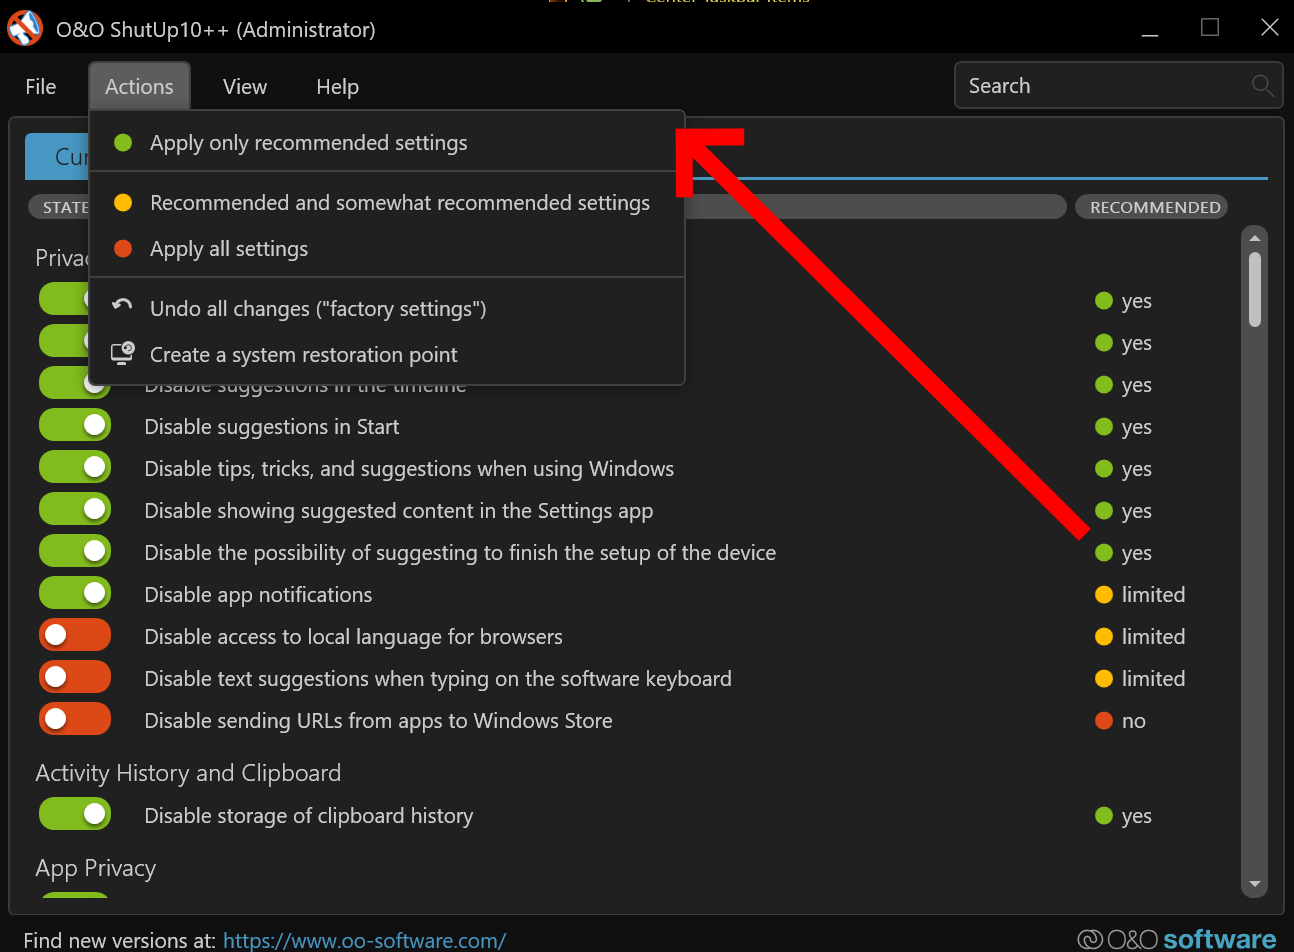 Center Taskbar Items
O&O ShutUp10++ (Administrator)
File Actions View Help Search
Apply only recommended settings
Recommended and somewhat recommended settings
Apply all settings
Undo all changes ("factory settings")
Create a system restoration point
Cur
STATE RECOMMENDED
Priva
yes
yes
Disable suggestions in the timeline yes
Disable suggestions in Start yes
Disable tips, tricks, and suggestions when using Windows yes
Disable showing suggested content in the Settings app yes
Disable the possibility of suggesting to finish the setup of the device yes
Disable app notifications limited
Disable access to local language for browsers limited
Disable text suggestions when typing on the software keyboard limited
Disable sending URLs from apps to Windows Store no
Activity History and Clipboard
Disable storage of clipboard history yes
App Privacy
Find new versions at: https://www.oo-software.com/ O&O software